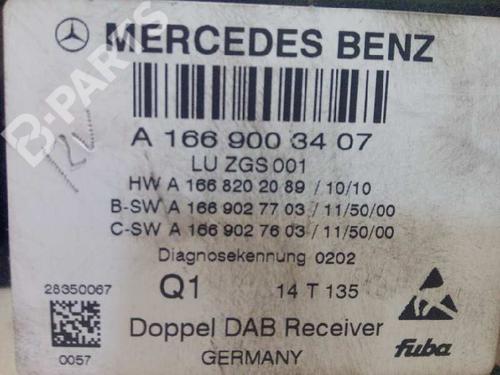 MERCEDES BENZ
B-PARTS
A 166 900 34 07
LU ZGS 001
12V
HW A 166 820 20 89 / 10/10
B-SW A 166 902 77 03 / 11/50/00
C-SW A 166 902 76 03 / 11/50/00
Diagnosekennung 0202
28350067
Q1 14 T 135
Doppel DAB Receiver
0057
GERMANY
fuba